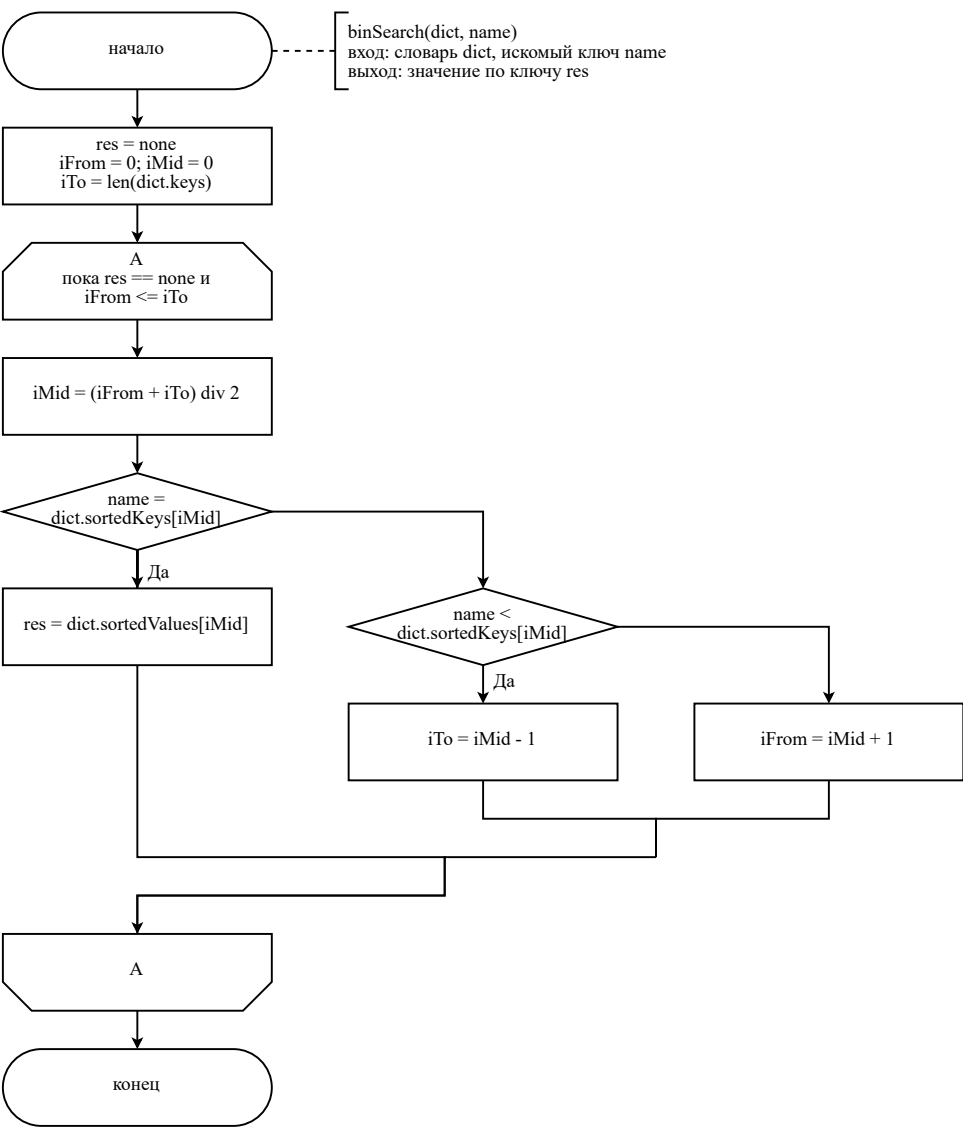 начало
binSearch(dict, name)
вход: словарь dict, искомый ключ name
выход: значение по ключу res
res = none
iFrom = 0; iMid = 0
iTo = len(dict.keys)
A
пока res == none и
iFrom <= iTo
iMid = (iFrom + iTo) div 2
name =
dict.sortedKeys[iMid]
Да
res = dict.sortedValues[iMid]
name <
dict.sortedKeys[iMid]
Да
iTo = iMid - 1
iFrom = iMid + 1
A
конец